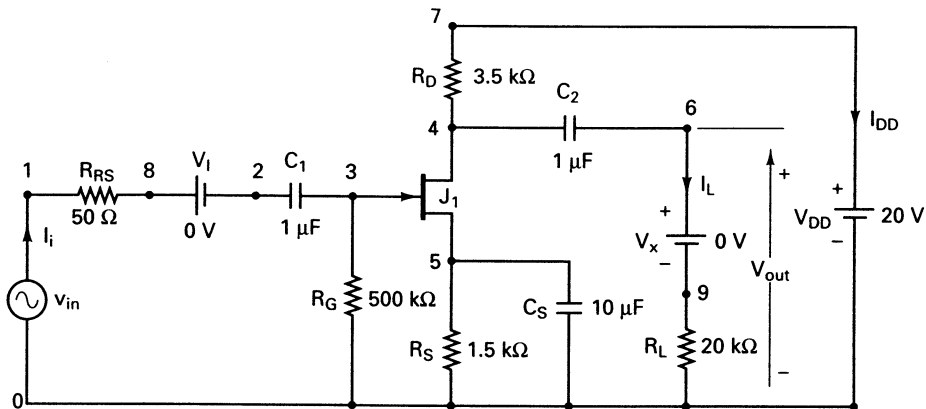 7
R_D 3.5 kΩ
C_2
4
6
1 μF
I_DD
1
R_RS
8
V_I
2
C_1
3
J_1
I_L
+
50 Ω
0 V
1 μF
+
V_x 0 V
−
+
V_DD 20 V
−
I_i
5
V_out
v_in
R_G 500 kΩ
C_S 10 μF
9
R_S 1.5 kΩ
R_L 20 kΩ
−
0